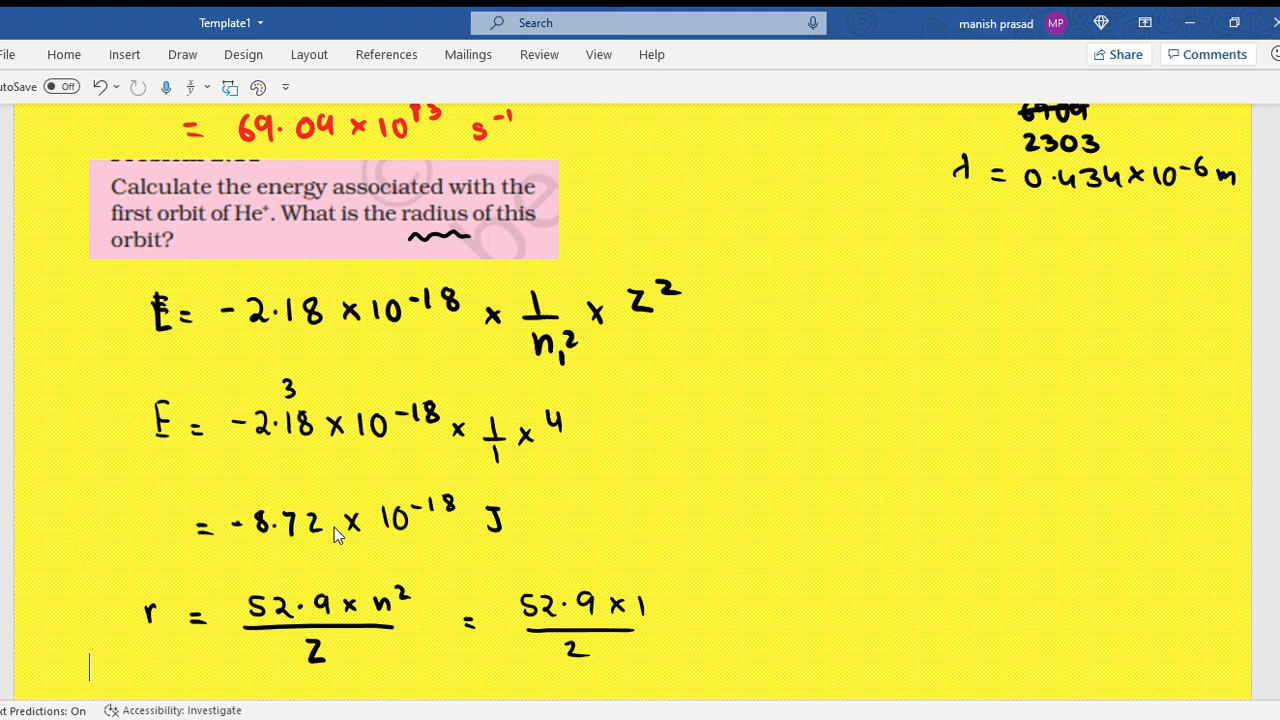 Template1
Search
manish prasad MP
File Home Insert Draw Design Layout References Mailings Review View Help Share Comments
AutoSave Off
= 69.04 × 10¹³ s⁻¹
6909
2303
λ = 0.434 × 10⁻⁶ m
Calculate the energy associated with the
first orbit of He⁺. What is the radius of this
orbit?
E = -2.18 × 10⁻¹⁸ × 1/n₁² × Z²
3
E = -2.18 × 10⁻¹⁸ × 1/1 × 4
= -8.72 × 10⁻¹⁸ J
r = 52.9 × n²/Z = 52.9 × 1/2
xt Predictions: On Accessibility: Investigate